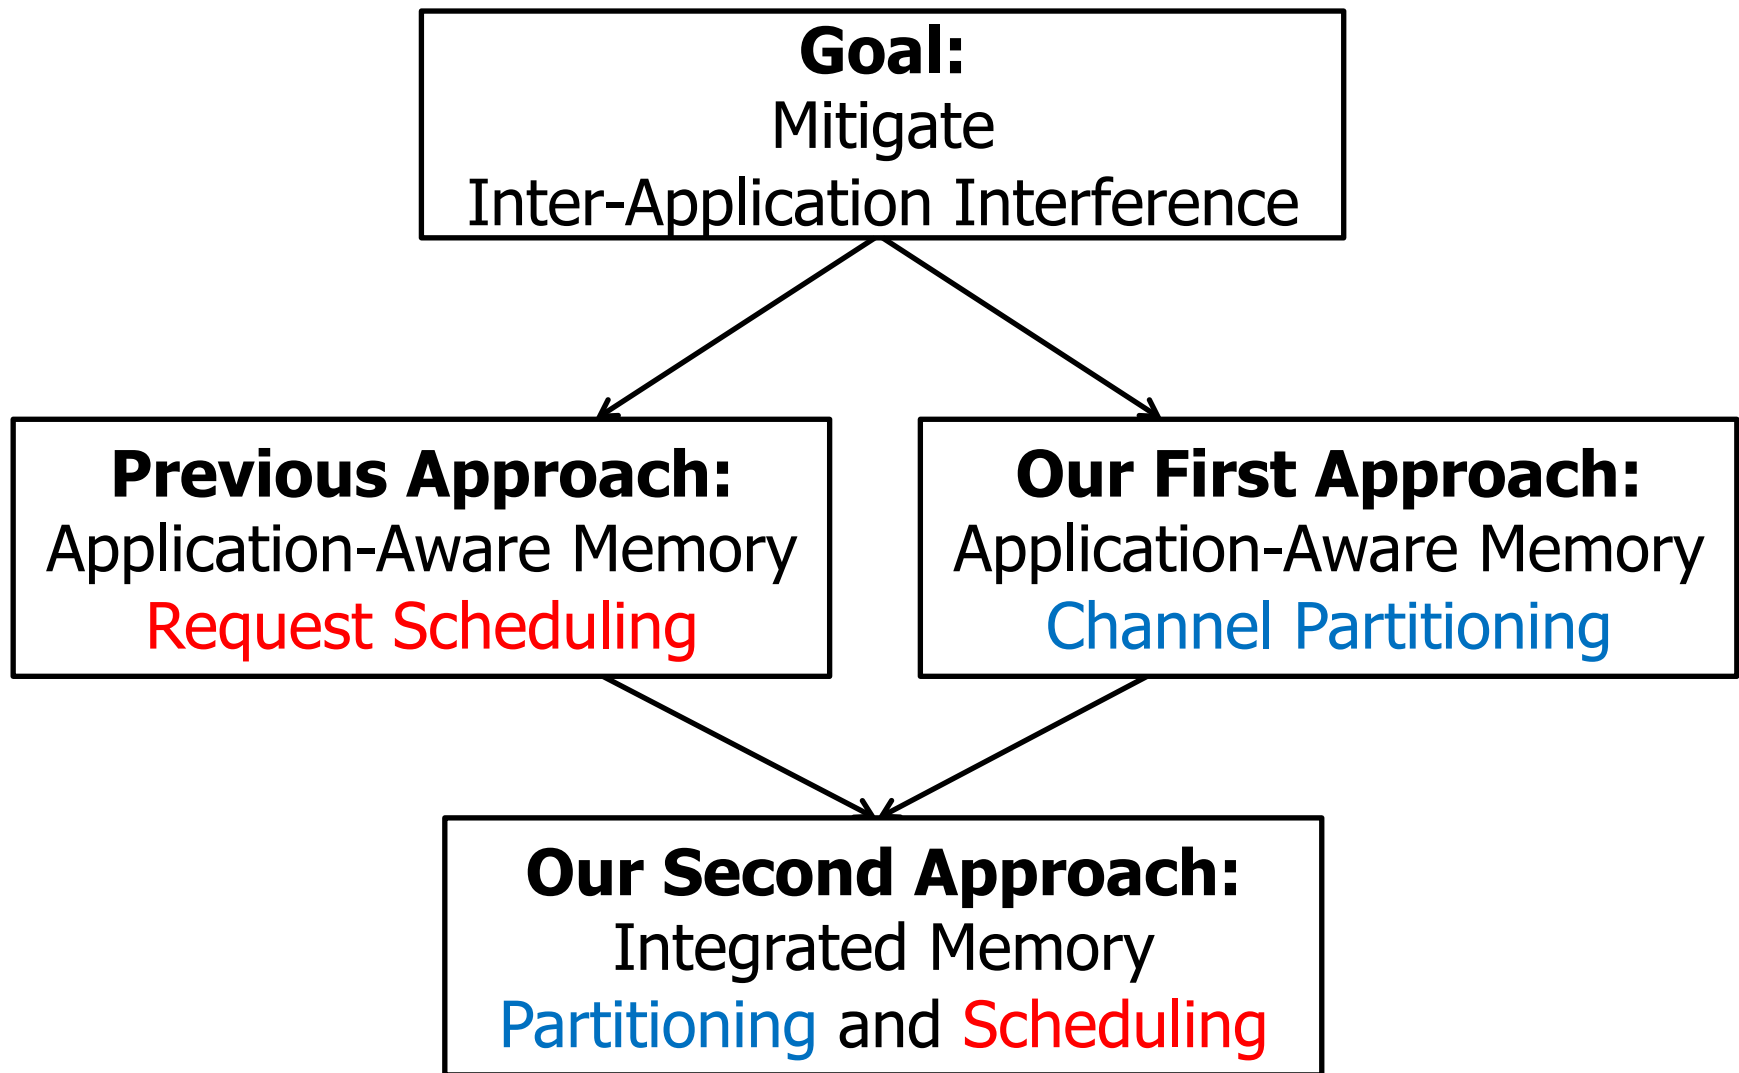 Goal:
Mitigate
Inter-Application Interference
Previous Approach:
Application-Aware Memory
Request Scheduling
Our First Approach:
Application-Aware Memory
Channel Partitioning
Our Second Approach:
Integrated Memory
Partitioning and Scheduling